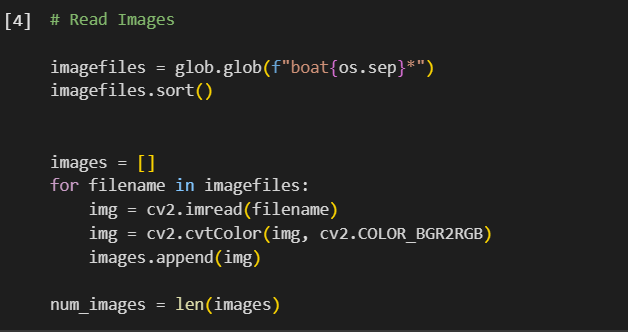 [4] # Read Images
imagefiles = glob.glob(f"boat{os.sep}*")
imagefiles.sort()
images = []
for filename in imagefiles:
    img = cv2.imread(filename)
    img = cv2.cvtColor(img, cv2.COLOR_BGR2RGB)
    images.append(img)
num_images = len(images)